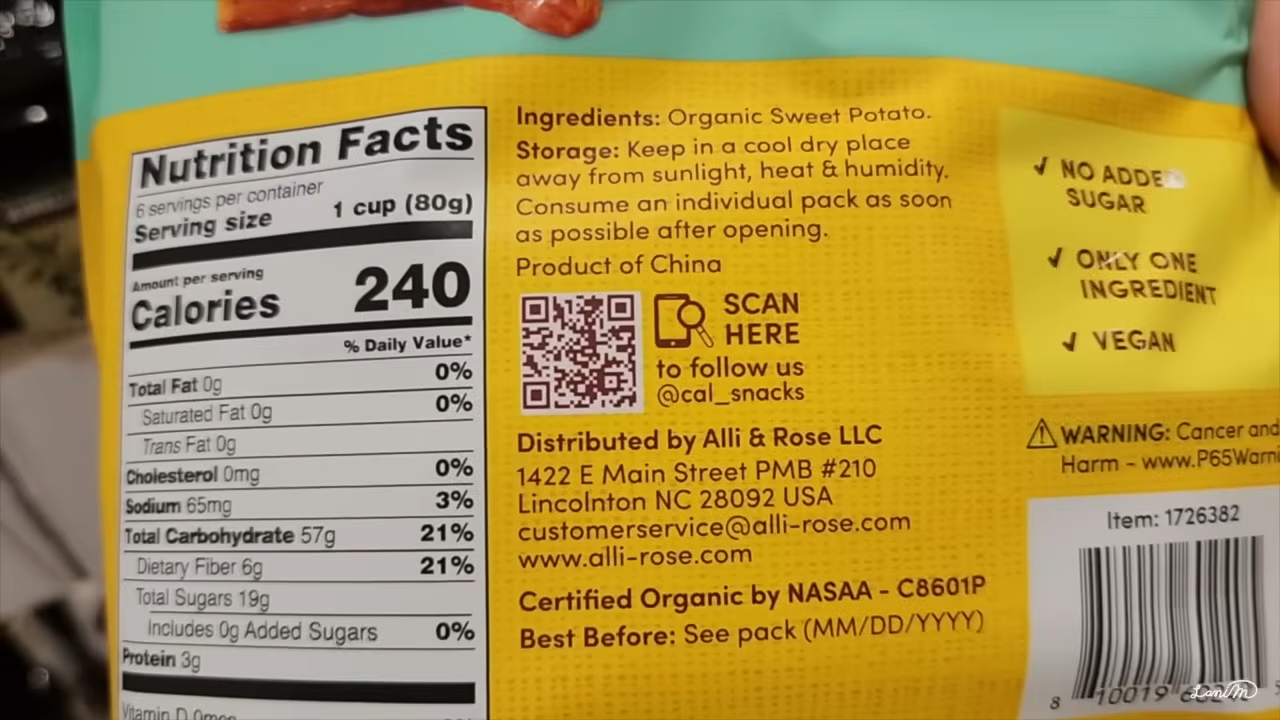 Nutrition Facts
6 servings per container
Serving size 1 cup (80g)
Amount per serving
Calories 240
% Daily Value*
Total Fat 0g 0%
Saturated Fat 0g 0%
Trans Fat 0g
Cholesterol 0mg 0%
Sodium 65mg 3%
Total Carbohydrate 57g 21%
Dietary Fiber 6g 21%
Total Sugars 19g
Includes 0g Added Sugars 0%
Protein 3g
Vitamin D 0mcg
Ingredients: Organic Sweet Potato.
Storage: Keep in a cool dry place
away from sunlight, heat & humidity.
Consume an individual pack as soon
as possible after opening.
Product of China
SCAN
HERE
to follow us
@cal_snacks
Distributed by Alli & Rose LLC
1422 E Main Street PMB #210
Lincolnton NC 28092 USA
customerservice@alli-rose.com
www.alli-rose.com
Certified Organic by NASAA - C8601P
Best Before: See pack (MM/DD/YYYY)
✓ NO ADDED
SUGAR
✓ ONLY ONE
INGREDIENT
✓ VEGAN
⚠ WARNING: Cancer and
Harm - www.P65Warni
Item: 1726382
8 10019
LaniM